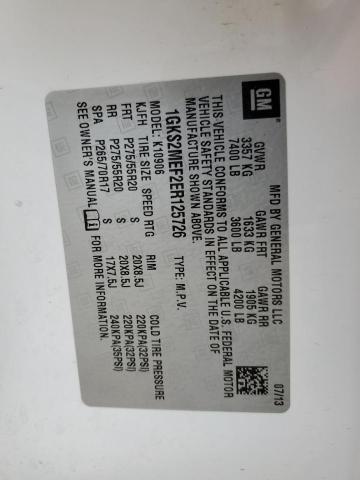 GM
MFD BY GENERAL MOTORS LLC
07/13
GVWR GAWR FRT GAWR RR
3357 KG 1633 KG 1905 KG
7400 LB 3600 LB 4200 LB
THIS VEHICLE CONFORMS TO ALL APPLICABLE U.S. FEDERAL MOTOR
VEHICLE SAFETY STANDARDS IN EFFECT ON THE DATE OF
MANUFACTURE SHOWN ABOVE.
1GKS2MEF2ER125726 TYPE: M.P.V.
MODEL: K10906
KJFH TIRE SIZE SPEED RTG RIM COLD TIRE PRESSURE
FRT P275/55R20 S 20X8.5J 220KPA(32PSI)
RR P275/55R20 S 20X8.5J 220KPA(32PSI)
SPA P265/70R17 S 17X7.5J 240KPA(35PSI)
SEE OWNER'S MANUAL FOR MORE INFORMATION.